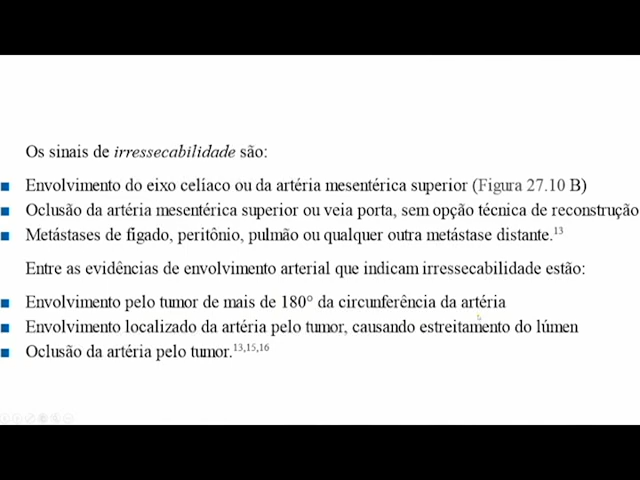 Os sinais de irressecabilidade são:
Envolvimento do eixo celíaco ou da artéria mesentérica superior (Figura 27.10 B)
Oclusão da artéria mesentérica superior ou veia porta, sem opção técnica de reconstrução
Metástases de fígado, peritônio, pulmão ou qualquer outra metástase distante.13
Entre as evidências de envolvimento arterial que indicam irressecabilidade estão:
Envolvimento pelo tumor de mais de 180° da circunferência da artéria
Envolvimento localizado da artéria pelo tumor, causando estreitamento do lúmen
Oclusão da artéria pelo tumor.13,15,16